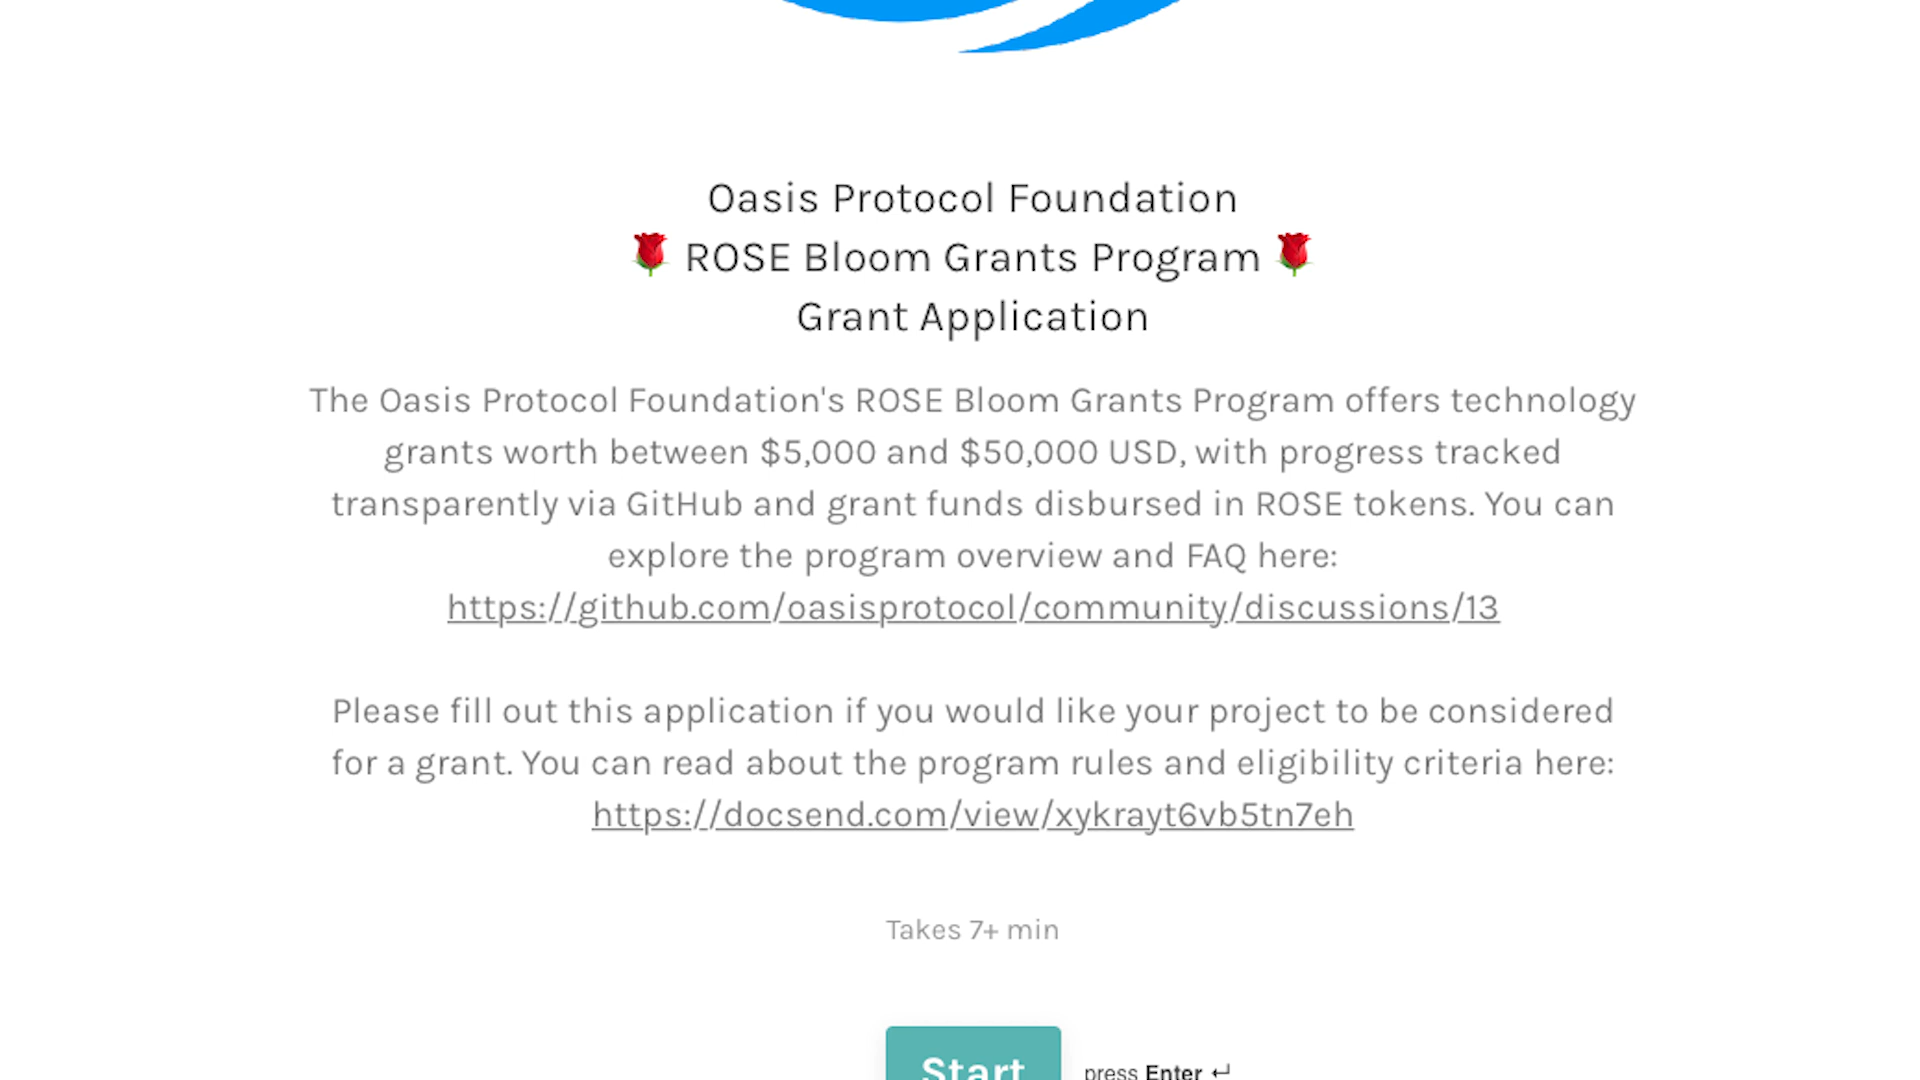 Oasis Protocol Foundation
🌹 ROSE Bloom Grants Program 🌹
Grant Application
The Oasis Protocol Foundation's ROSE Bloom Grants Program offers technology
grants worth between $5,000 and $50,000 USD, with progress tracked
transparently via GitHub and grant funds disbursed in ROSE tokens. You can
explore the program overview and FAQ here:
https://github.com/oasisprotocol/community/discussions/13
Please fill out this application if you would like your project to be considered
for a grant. You can read about the program rules and eligibility criteria here:
https://docsend.com/view/xykrayt6vb5tn7eh
Takes 7+ min
Start press Enter ↵